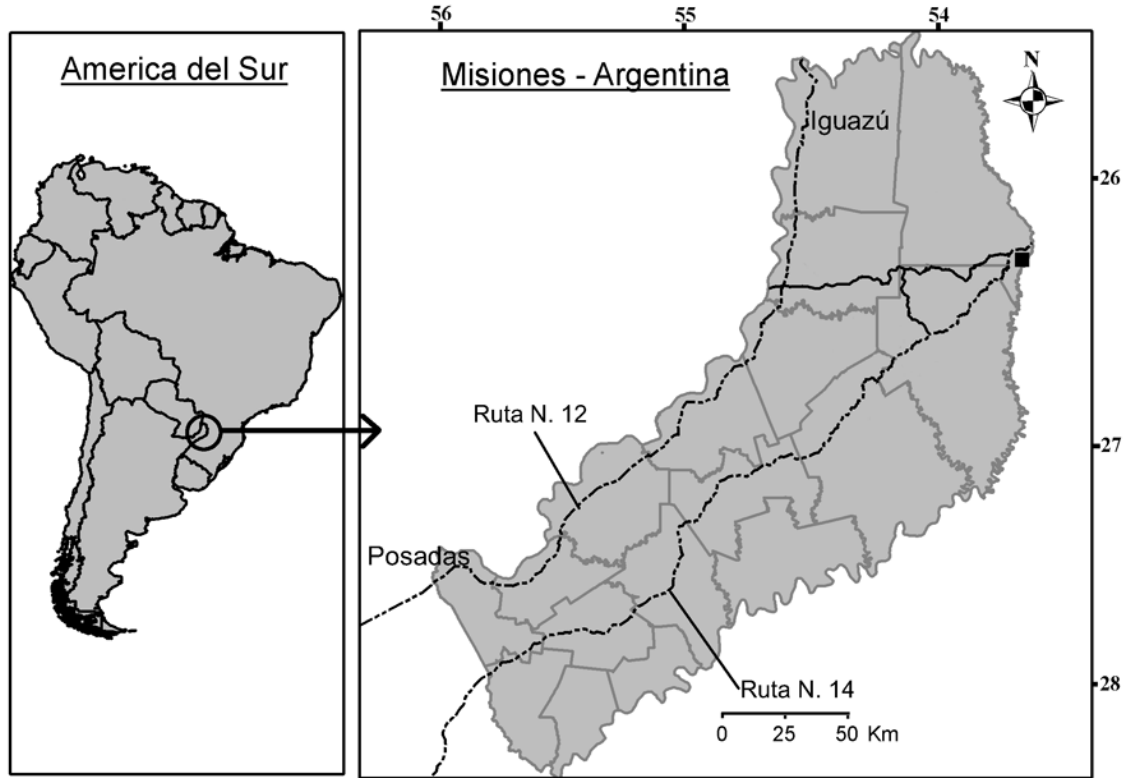 56 55 54
America del Sur
Misiones - Argentina
N
Iguazú
26
Ruta N. 12
27
Posadas
Ruta N. 14
28
0 25 50 Km